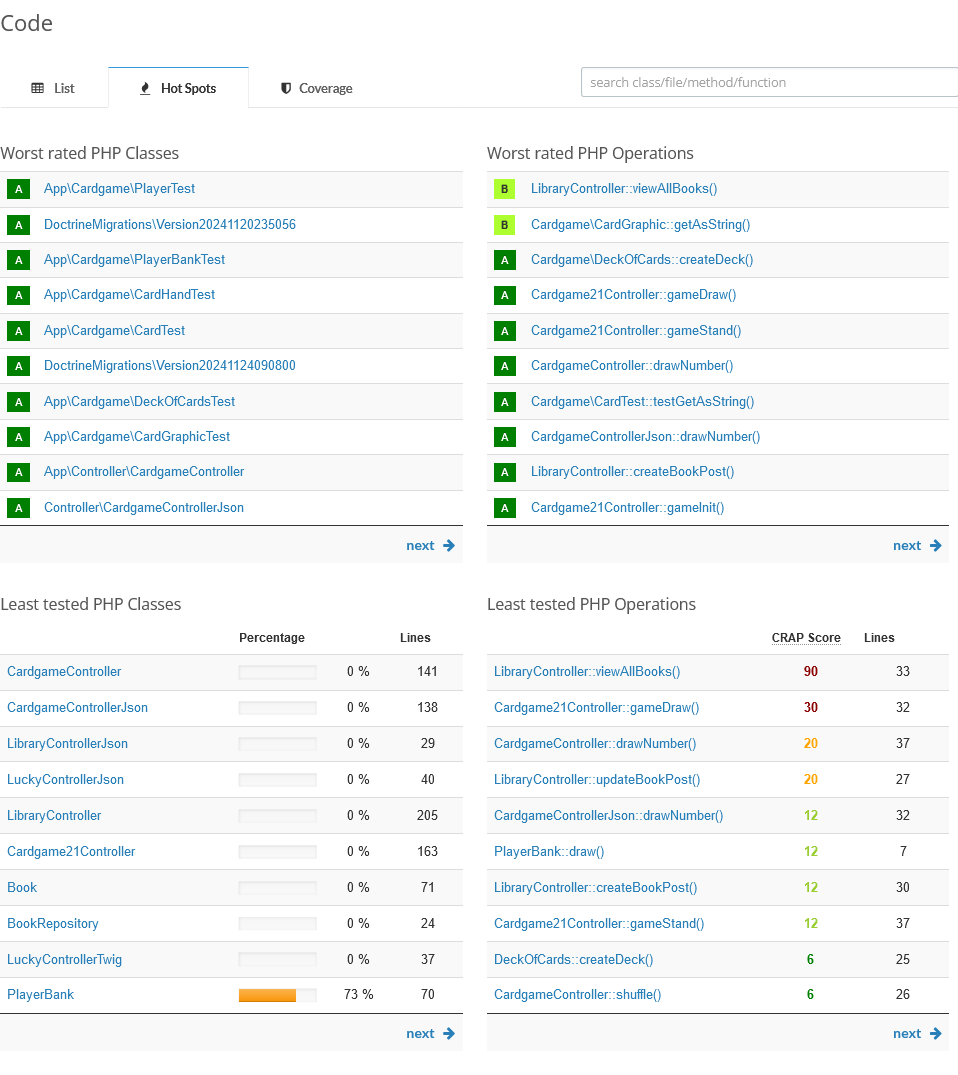 Code
List
Hot Spots
Coverage
search class/file/method/function
Worst rated PHP Classes
A App\Cardgame\PlayerTest
A DoctrineMigrations\Version20241120235056
A App\Cardgame\PlayerBankTest
A App\Cardgame\CardHandTest
A App\Cardgame\CardTest
A DoctrineMigrations\Version20241124090800
A App\Cardgame\DeckOfCardsTest
A App\Cardgame\CardGraphicTest
A App\Controller\CardgameController
A Controller\CardgameControllerJson
next
Worst rated PHP Operations
B LibraryController::viewAllBooks()
B Cardgame\CardGraphic::getAsString()
A Cardgame\DeckOfCards::createDeck()
A Cardgame21Controller::gameDraw()
A Cardgame21Controller::gameStand()
A CardgameController::drawNumber()
A Cardgame\CardTest::testGetAsString()
A CardgameControllerJson::drawNumber()
A LibraryController::createBookPost()
A Cardgame21Controller::gameInit()
next
Least tested PHP Classes
Percentage Lines
CardgameController 0 % 141
CardgameControllerJson 0 % 138
LibraryControllerJson 0 % 29
LuckyControllerJson 0 % 40
LibraryController 0 % 205
Cardgame21Controller 0 % 163
Book 0 % 71
BookRepository 0 % 24
LuckyControllerTwig 0 % 37
PlayerBank 73 % 70
next
Least tested PHP Operations
CRAP Score Lines
LibraryController::viewAllBooks() 90 33
Cardgame21Controller::gameDraw() 30 32
CardgameController::drawNumber() 20 37
LibraryController::updateBookPost() 20 27
CardgameControllerJson::drawNumber() 12 32
PlayerBank::draw() 12 7
LibraryController::createBookPost() 12 30
Cardgame21Controller::gameStand() 12 37
DeckOfCards::createDeck() 6 25
CardgameController::shuffle() 6 26
next